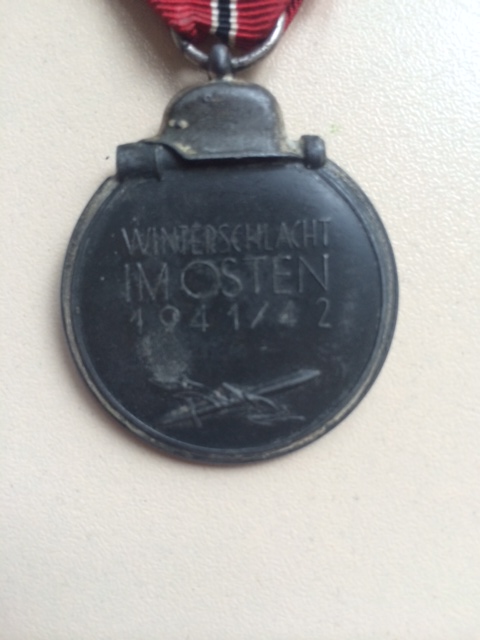 WINTERSCHLACHT
IM OSTEN
1941/42